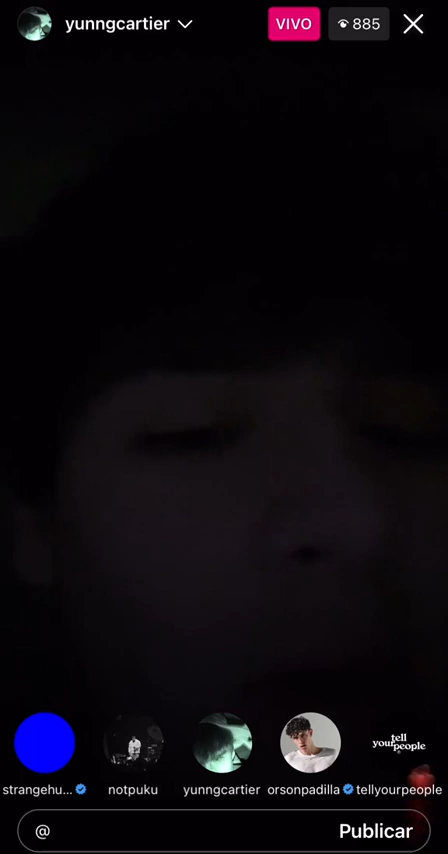 yunngcartier
VIVO 885
strangehu... notpuku yunngcartier orsonpadilla tellyourpeople
tell
your people
@ Publicar